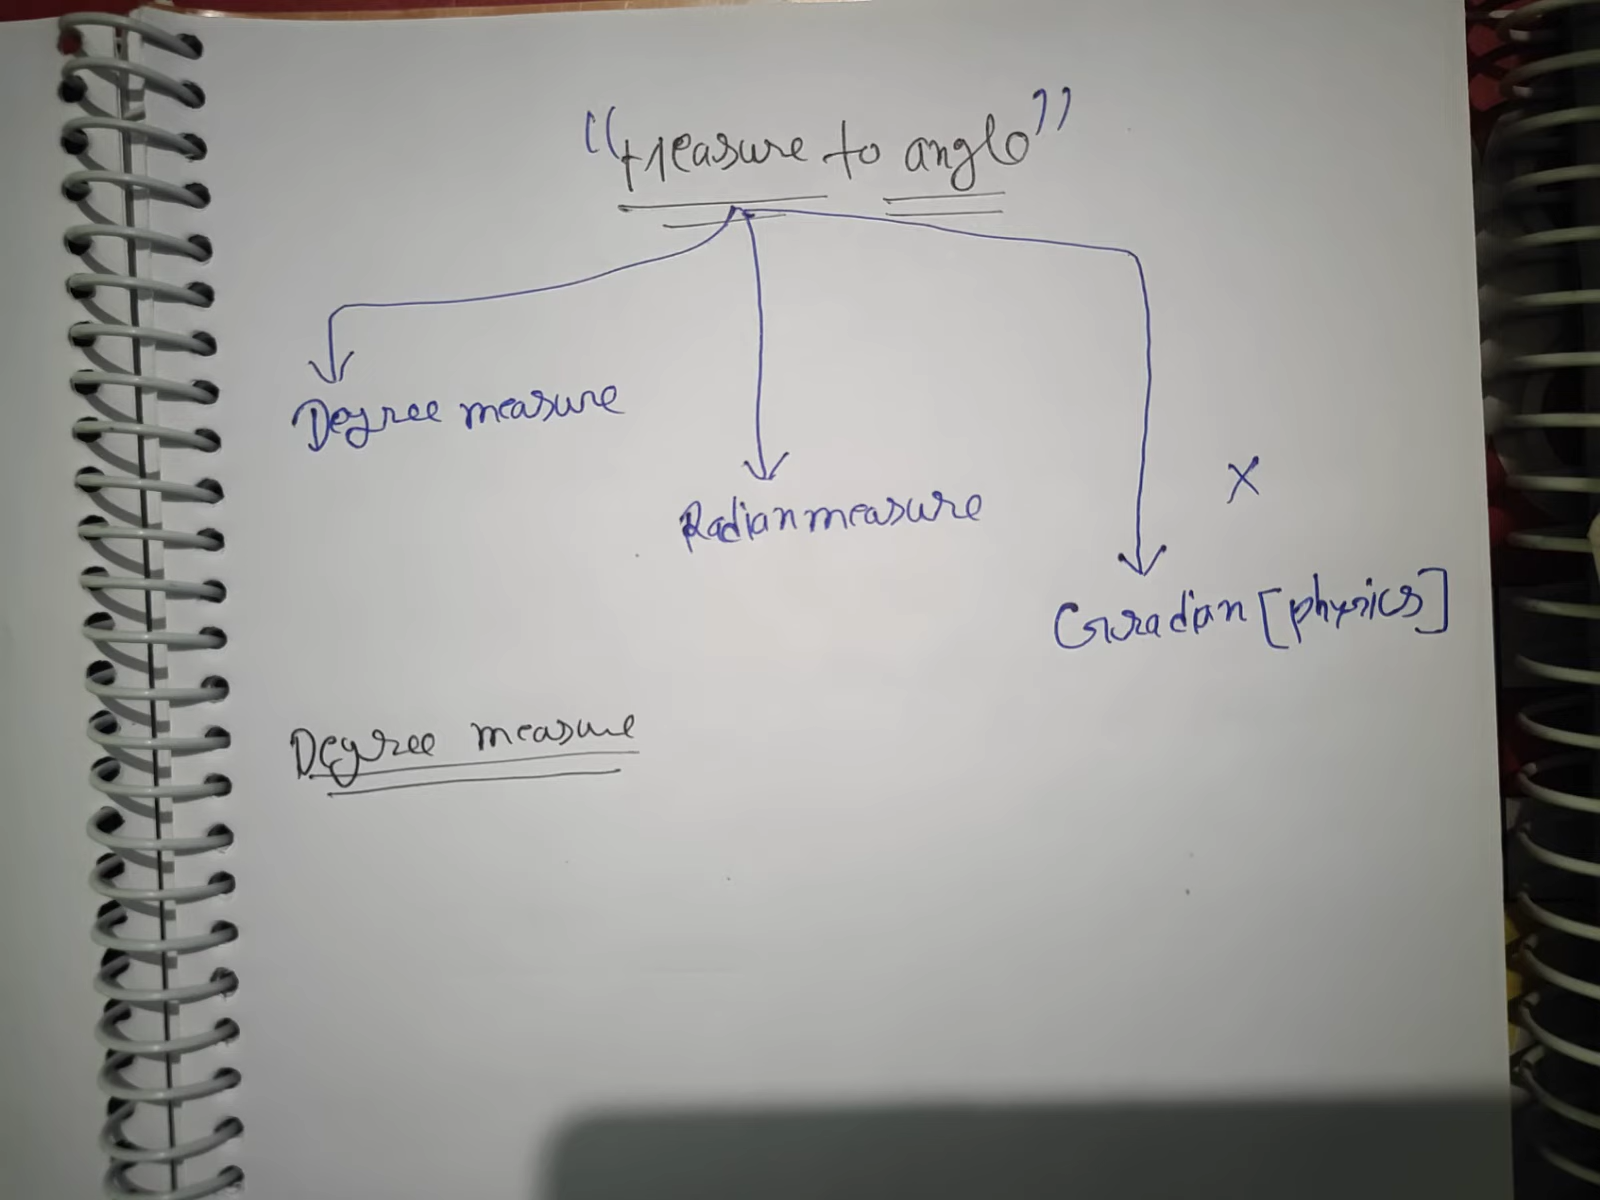 "Measure to angle"
Degree measure
Radian measure
X
Gradian [physics]
Degree measure